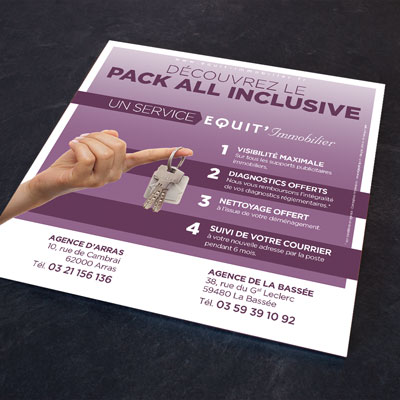 DÉCOUVREZ LE
PACK ALL INCLUSIVE
UN SERVICE EQUIT'Immobilier
1 VISIBILITÉ MAXIMALE
Sur tous les supports publicitaires
immobiliers.
2 DIAGNOSTICS OFFERTS
Nous vous remboursons l'intégralité
de vos diagnostics réglementaires.*
3 NETTOYAGE OFFERT
à l'issue de votre déménagement.
4 SUIVI DE VOTRE COURRIER
à votre nouvelle adresse par la poste
pendant 6 mois.
AGENCE D'ARRAS
10, rue de Cambrai
62000 Arras
Tél. 03 21 156 136
AGENCE DE LA BASSÉE
38, rue du Gal Leclerc
59480 La Bassée
Tél. 03 59 39 10 92